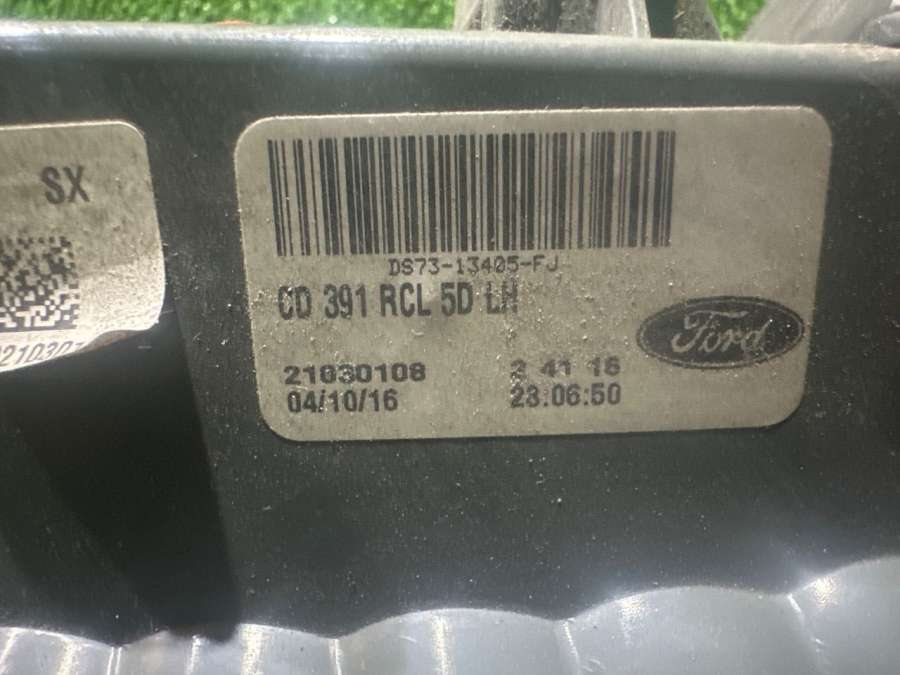 SX
DS73-13405-FJ
CD 391 RCL 5D LH
Ford
21030108 2 41 16
04/10/16 23:06:50